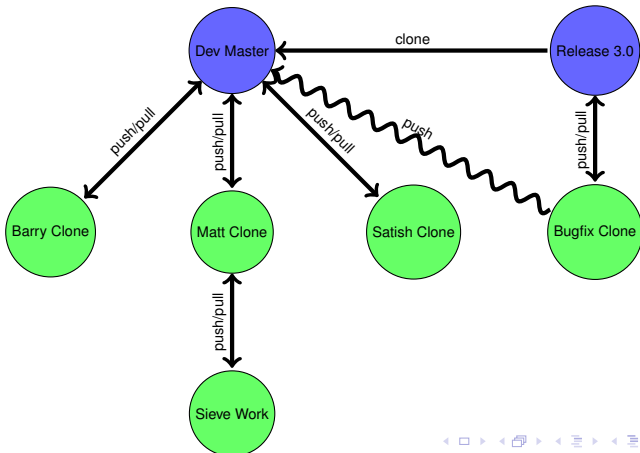 Dev Master
clone
Release 3.0
push/pull
push/pull
push/pull
push
push/pull
Barry Clone
Matt Clone
Satish Clone
Bugfix Clone
push/pull
Sieve Work